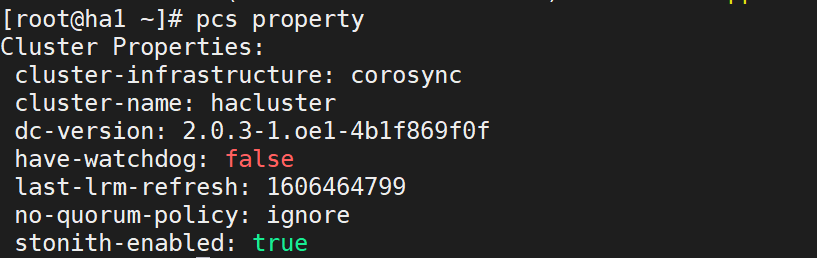 [root@ha1 ~]# pcs property
Cluster Properties:
 cluster-infrastructure: corosync
 cluster-name: hacluster
 dc-version: 2.0.3-1.oe1-4b1f869f0f
 have-watchdog: false
 last-lrm-refresh: 1606464799
 no-quorum-policy: ignore
 stonith-enabled: true